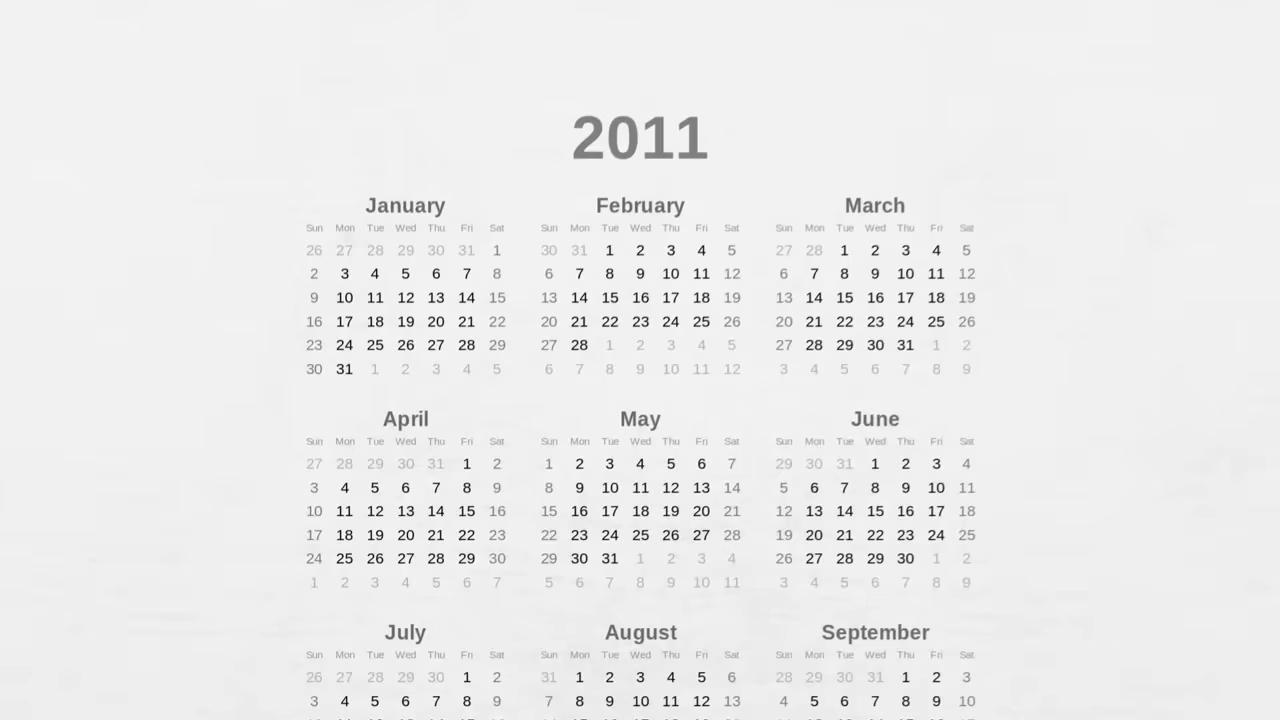 2011
January February March
Sun Mon Tue Wed Thu Fri Sat Sun Mon Tue Wed Thu Fri Sat Sun Mon Tue Wed Thu Fri Sat
26 27 28 29 30 31 1 30 31 1 2 3 4 5 27 28 1 2 3 4 5
2 3 4 5 6 7 8 6 7 8 9 10 11 12 6 7 8 9 10 11 12
9 10 11 12 13 14 15 13 14 15 16 17 18 19 13 14 15 16 17 18 19
16 17 18 19 20 21 22 20 21 22 23 24 25 26 20 21 22 23 24 25 26
23 24 25 26 27 28 29 27 28 1 2 3 4 5 27 28 29 30 31 1 2
30 31 1 2 3 4 5 6 7 8 9 10 11 12 3 4 5 6 7 8 9
April May June
Sun Mon Tue Wed Thu Fri Sat Sun Mon Tue Wed Thu Fri Sat Sun Mon Tue Wed Thu Fri Sat
27 28 29 30 31 1 2 1 2 3 4 5 6 7 29 30 31 1 2 3 4
3 4 5 6 7 8 9 8 9 10 11 12 13 14 5 6 7 8 9 10 11
10 11 12 13 14 15 16 15 16 17 18 19 20 21 12 13 14 15 16 17 18
17 18 19 20 21 22 23 22 23 24 25 26 27 28 19 20 21 22 23 24 25
24 25 26 27 28 29 30 29 30 31 1 2 3 4 26 27 28 29 30 1 2
1 2 3 4 5 6 7 5 6 7 8 9 10 11 3 4 5 6 7 8 9
July August September
Sun Mon Tue Wed Thu Fri Sat Sun Mon Tue Wed Thu Fri Sat Sun Mon Tue Wed Thu Fri Sat
26 27 28 29 30 1 2 31 1 2 3 4 5 6 28 29 30 31 1 2 3
3 4 5 6 7 8 9 7 8 9 10 11 12 13 4 5 6 7 8 9 10